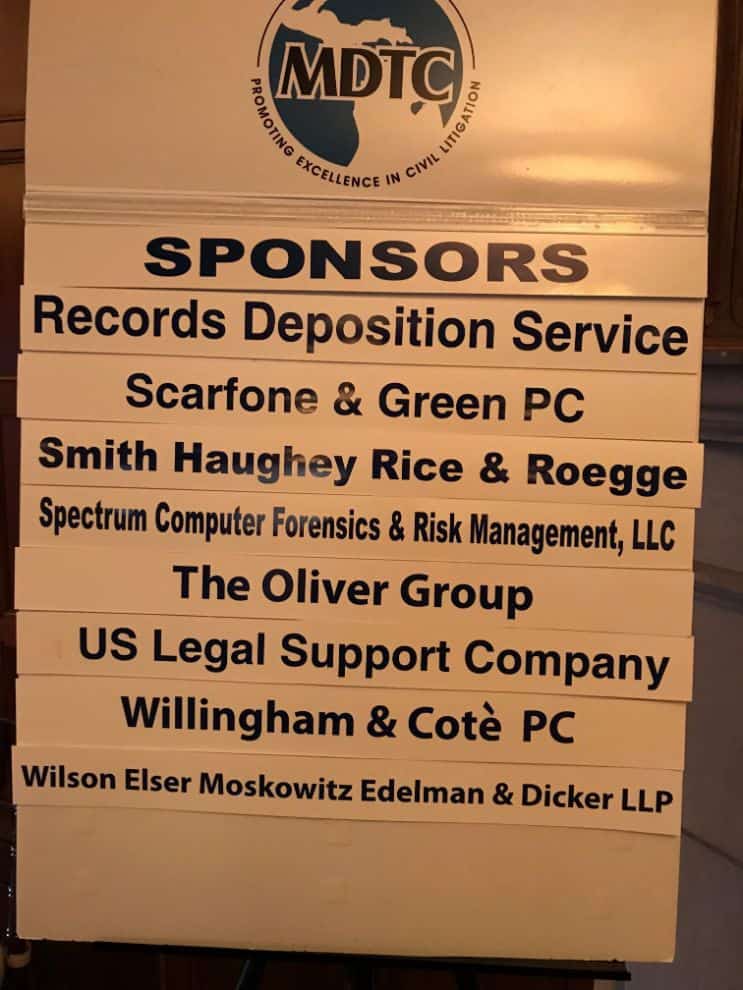 MDTC
PROMOTING EXCELLENCE IN CIVIL LITIGATION
SPONSORS
Records Deposition Service
Scarfone & Green PC
Smith Haughey Rice & Roegge
Spectrum Computer Forensics & Risk Management, LLC
The Oliver Group
US Legal Support Company
Willingham & Cotè PC
Wilson Elser Moskowitz Edelman & Dicker LLP